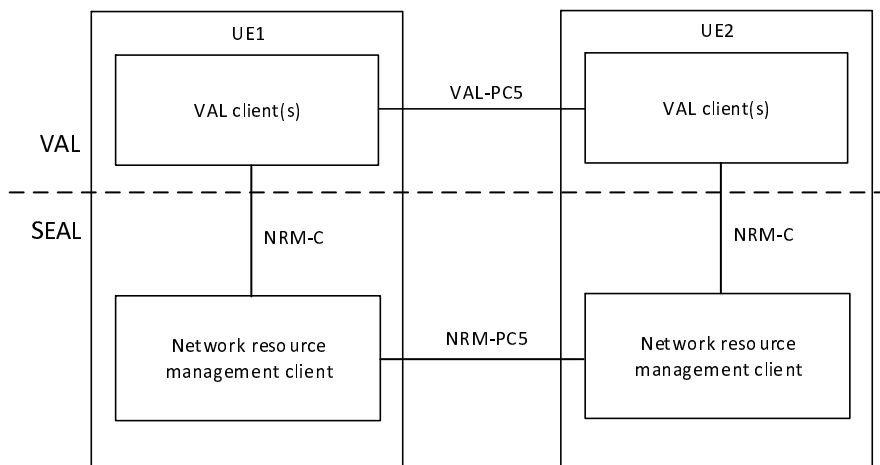 UE1
UE2
VAL client(s)
VAL-PC5
VAL client(s)
VAL
SEAL
NRM-C
NRM-C
Network resource
management client
NRM-PC5
Network resource
management client